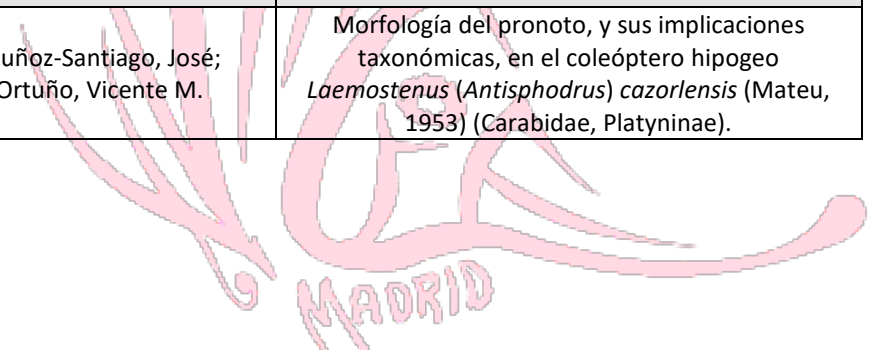 Morfología del pronoto, y sus implicaciones
uñoz-Santiago, José; taxonómicas, en el coleóptero hipogeo
Ortuño, Vicente M. Laemostenus (Antisphodrus) cazorlensis (Mateu,
1953) (Carabidae, Platyninae).
MADRID